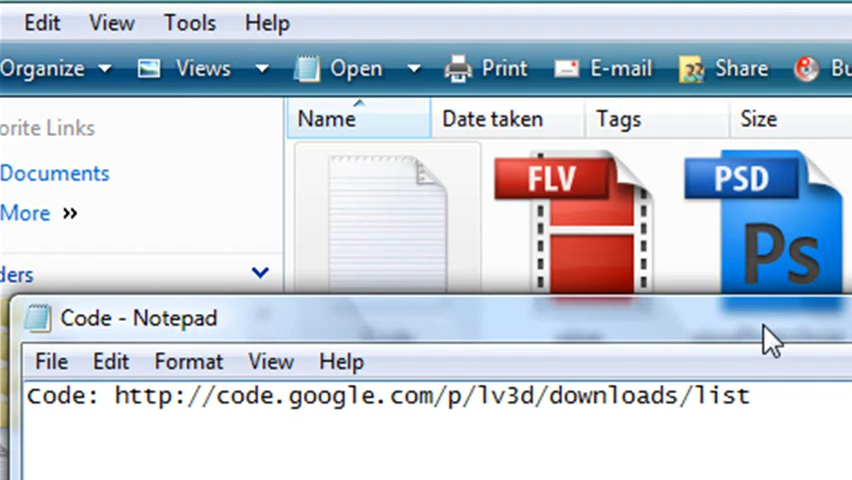 Edit View Tools Help
Organize Views Open Print E-mail Share Bu
orite Links Name Date taken Tags Size
Documents
More »
ders
FLV PSD
Ps
Code - Notepad
File Edit Format View Help
Code: http://code.google.com/p/lv3d/downloads/list